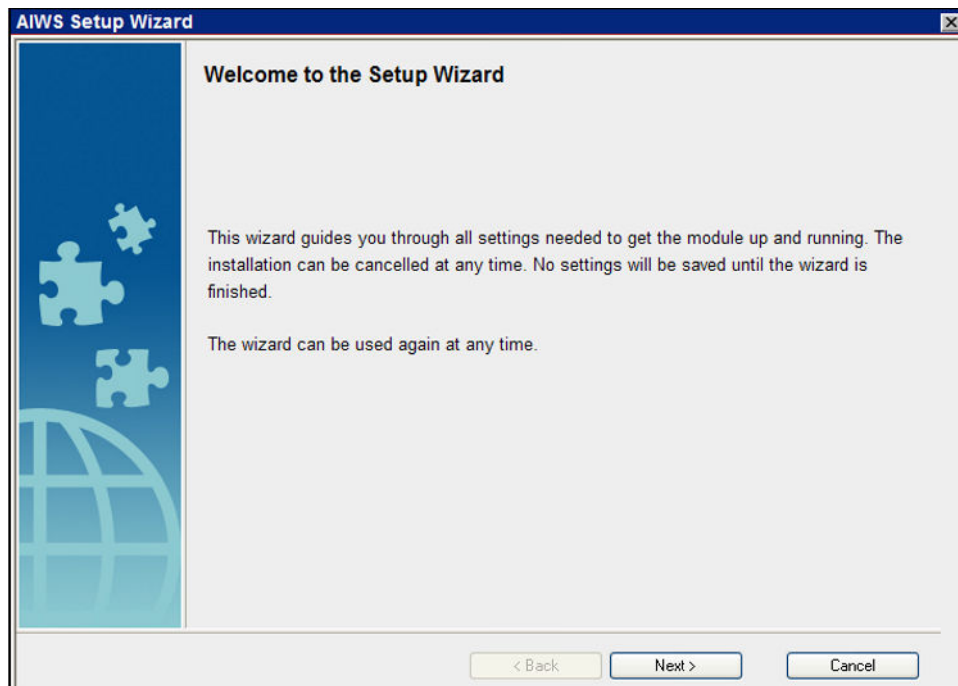 AIWS Setup Wizard
Welcome to the Setup Wizard
This wizard guides you through all settings needed to get the module up and running. The
installation can be cancelled at any time. No settings will be saved until the wizard is
finished.
The wizard can be used again at any time.
< Back
Next >
Cancel